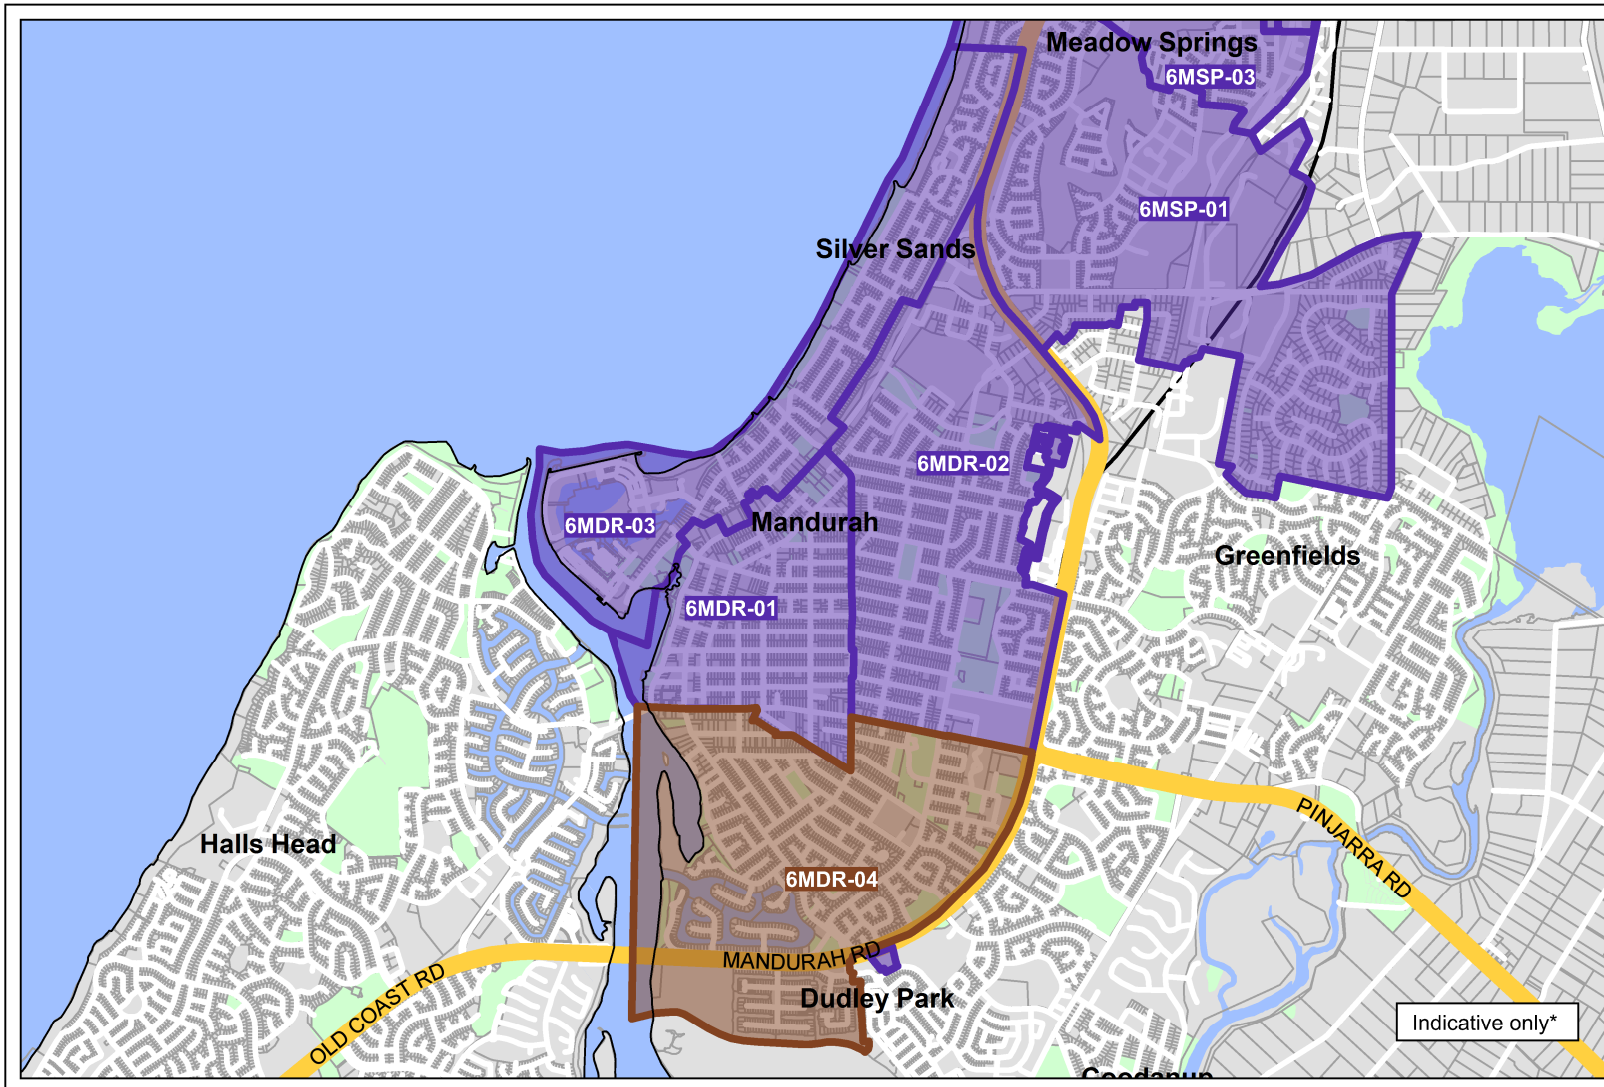 Meadow Springs
6MSP-03
6MSP-01
Silver Sands
6MDR-02
6MDR-03
Mandurah
Greenfields
6MDR-01
PINJARRA RD
Halls Head
6MDR-04
MANDURAH RD
OLD COAST RD
Dudley Park
Indicative only*
Coodanup